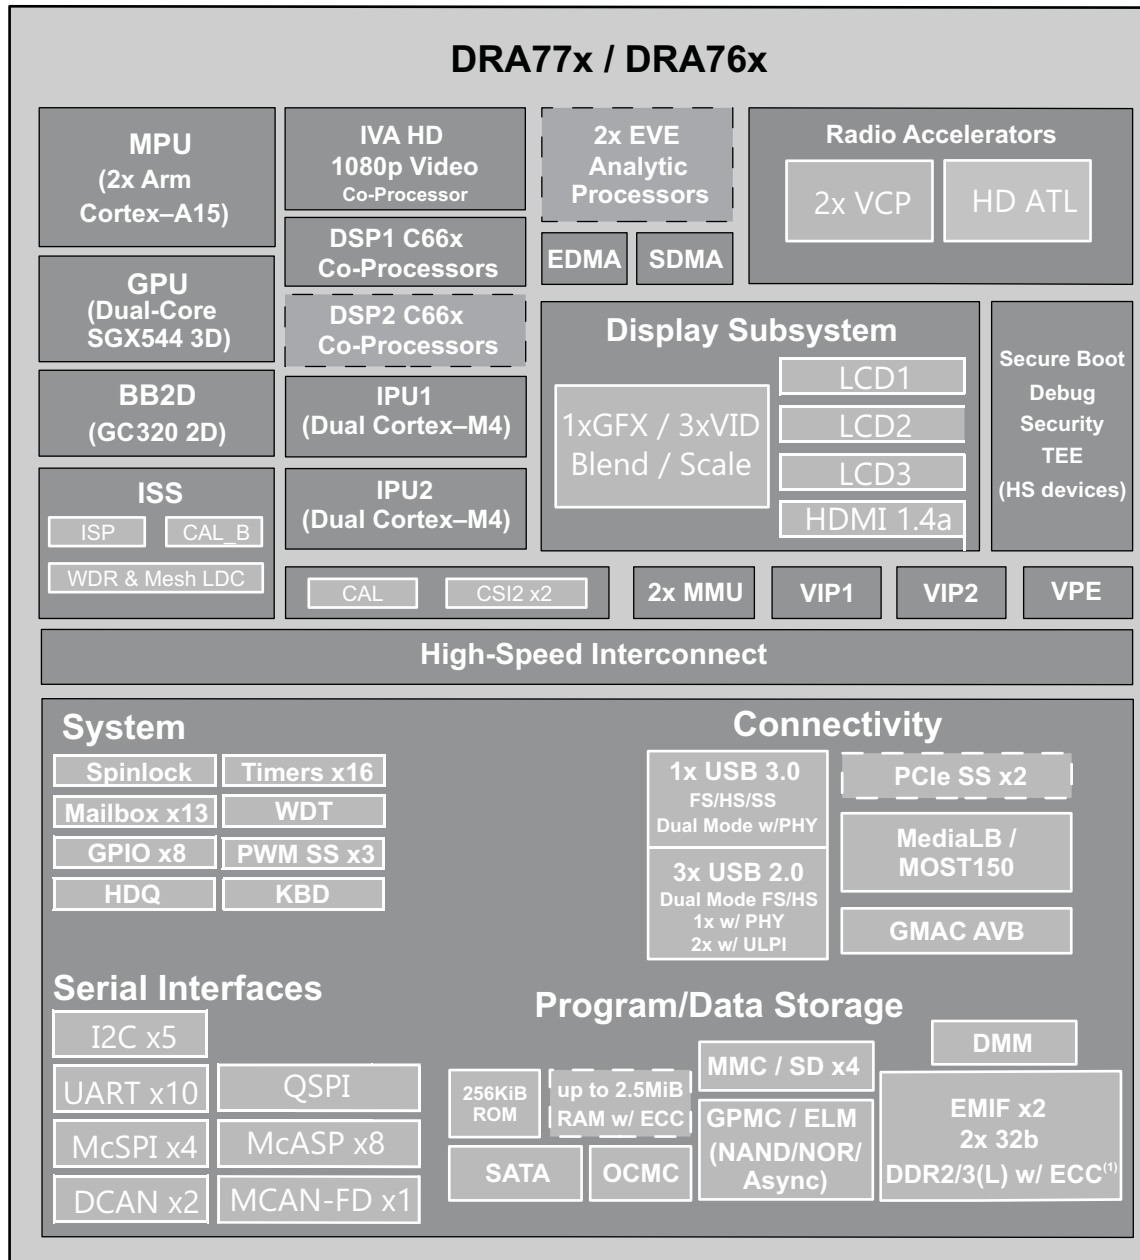 DRA77x / DRA76x
MPU
(2x Arm
Cortex–A15)
GPU
(Dual-Core
SGX544 3D)
BB2D
(GC320 2D)
ISS
ISP
CAL_B
WDR & Mesh LDC
IVA HD
1080p Video
Co-Processor
DSP1 C66x
Co-Processors
DSP2 C66x
Co-Processors
IPU1
(Dual Cortex–M4)
IPU2
(Dual Cortex–M4)
2x EVE
Analytic
Processors
EDMA
SDMA
Radio Accelerators
2x VCP
HD ATL
Display Subsystem
1xGFX / 3xVID
Blend / Scale
LCD1
LCD2
LCD3
HDMI 1.4a
Secure Boot
Debug
Security
TEE
(HS devices)
CAL
CSI2 x2
2x MMU
VIP1
VIP2
VPE
High-Speed Interconnect
System
Spinlock
Timers x16
Mailbox x13
WDT
GPIO x8
PWM SS x3
HDQ
KBD
Connectivity
1x USB 3.0
FS/HS/SS
Dual Mode w/PHY
3x USB 2.0
Dual Mode FS/HS
1x w/ PHY
2x w/ ULPI
PCIe SS x2
MediaLB /
MOST150
GMAC AVB
Serial Interfaces
I2C x5
UART x10
QSPI
McSPI x4
McASP x8
DCAN x2
MCAN-FD x1
Program/Data Storage
256KiB
ROM
up to 2.5MiB
RAM w/ ECC
SATA
OCMC
MMC / SD x4
GPMC / ELM
(NAND/NOR/
Async)
DMM
EMIF x2
2x 32b
DDR2/3(L) w/ ECC(1)